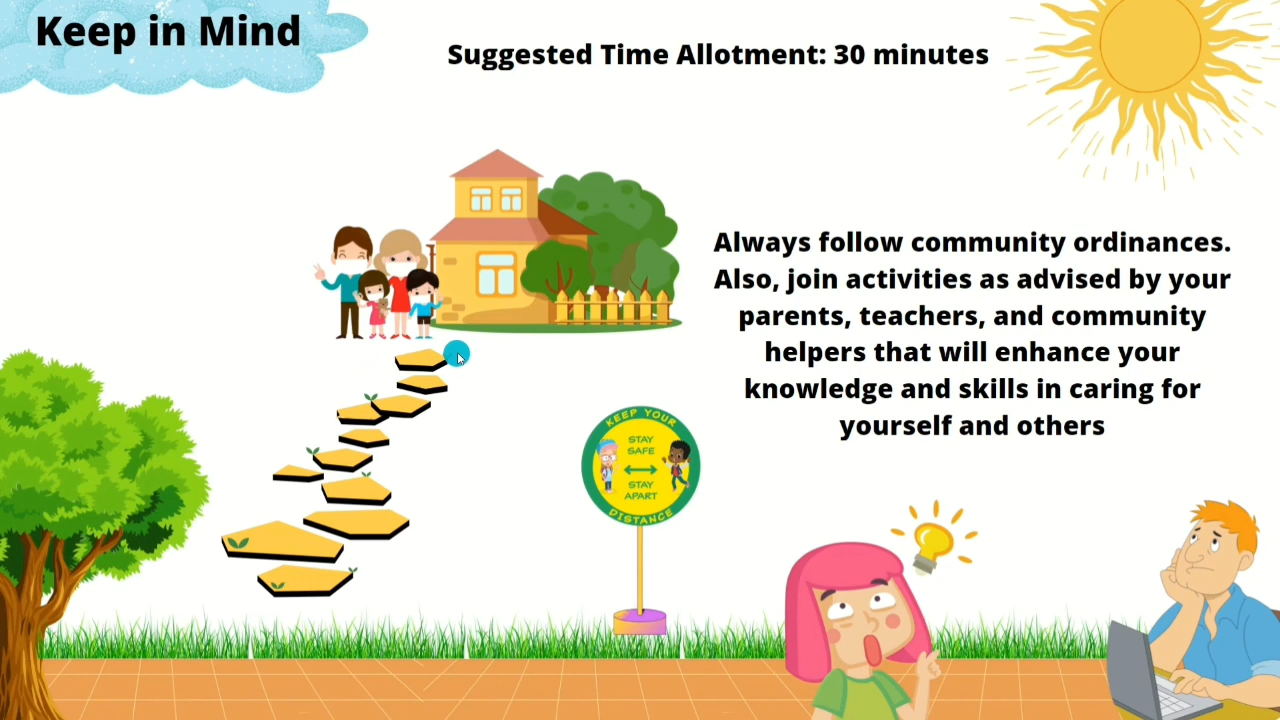 Keep in Mind
Suggested Time Allotment: 30 minutes
Always follow community ordinances.
Also, join activities as advised by your
parents, teachers, and community
helpers that will enhance your
knowledge and skills in caring for
yourself and others
KEEP YOUR
STAY
SAFE
STAY
APART
DISTANCE